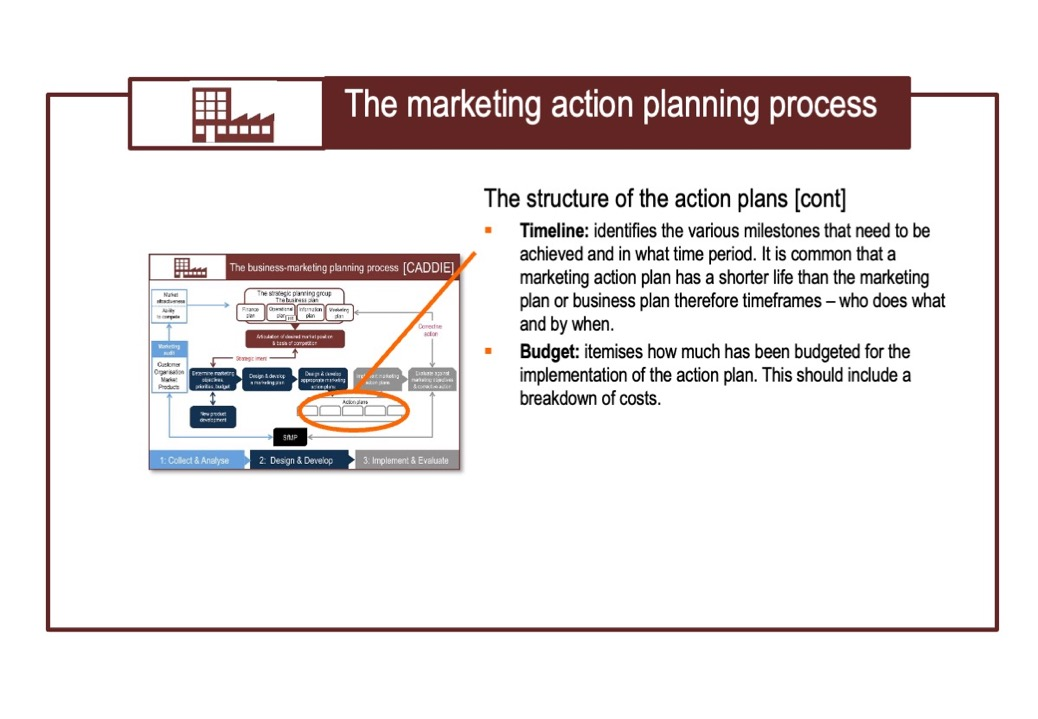 The marketing action planning process
The structure of the action plans [cont]
Timeline: identifies the various milestones that need to be
achieved and in what time period. It is common that a
marketing action plan has a shorter life than the marketing
plan or business plan therefore timeframes – who does what
and by when.
Budget: itemises how much has been budgeted for the
implementation of the action plan. This should include a
breakdown of costs.
The business-marketing planning process [CADDIE]
Market
attractiveness
Ability
to compete
The strategic planning group
The business plan
Finance
plan
Operational
plan
Information
plan
Marketing
plan
Corrective
action
Articulation of desired market position
& basis of competition
Marketing
audit
Strategic intent
Customer
Organisation
Market
Products
Determine marketing
objectives,
priorities, budget
Design & develop
a marketing plan
Design & develop
appropriate marketing
action plans
marketing
action plans
Evaluate against
marketing objectives
& corrective action
Action plans
New product
development
1: Collect & Analyse
2: Design & Develop
3: Implement & Evaluate